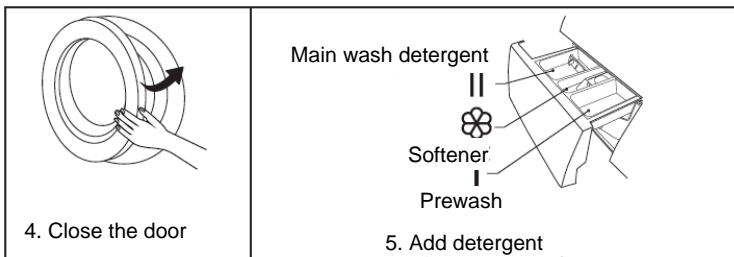 Main wash detergent
II
Softener
I
Prewash
4. Close the door
5. Add detergent